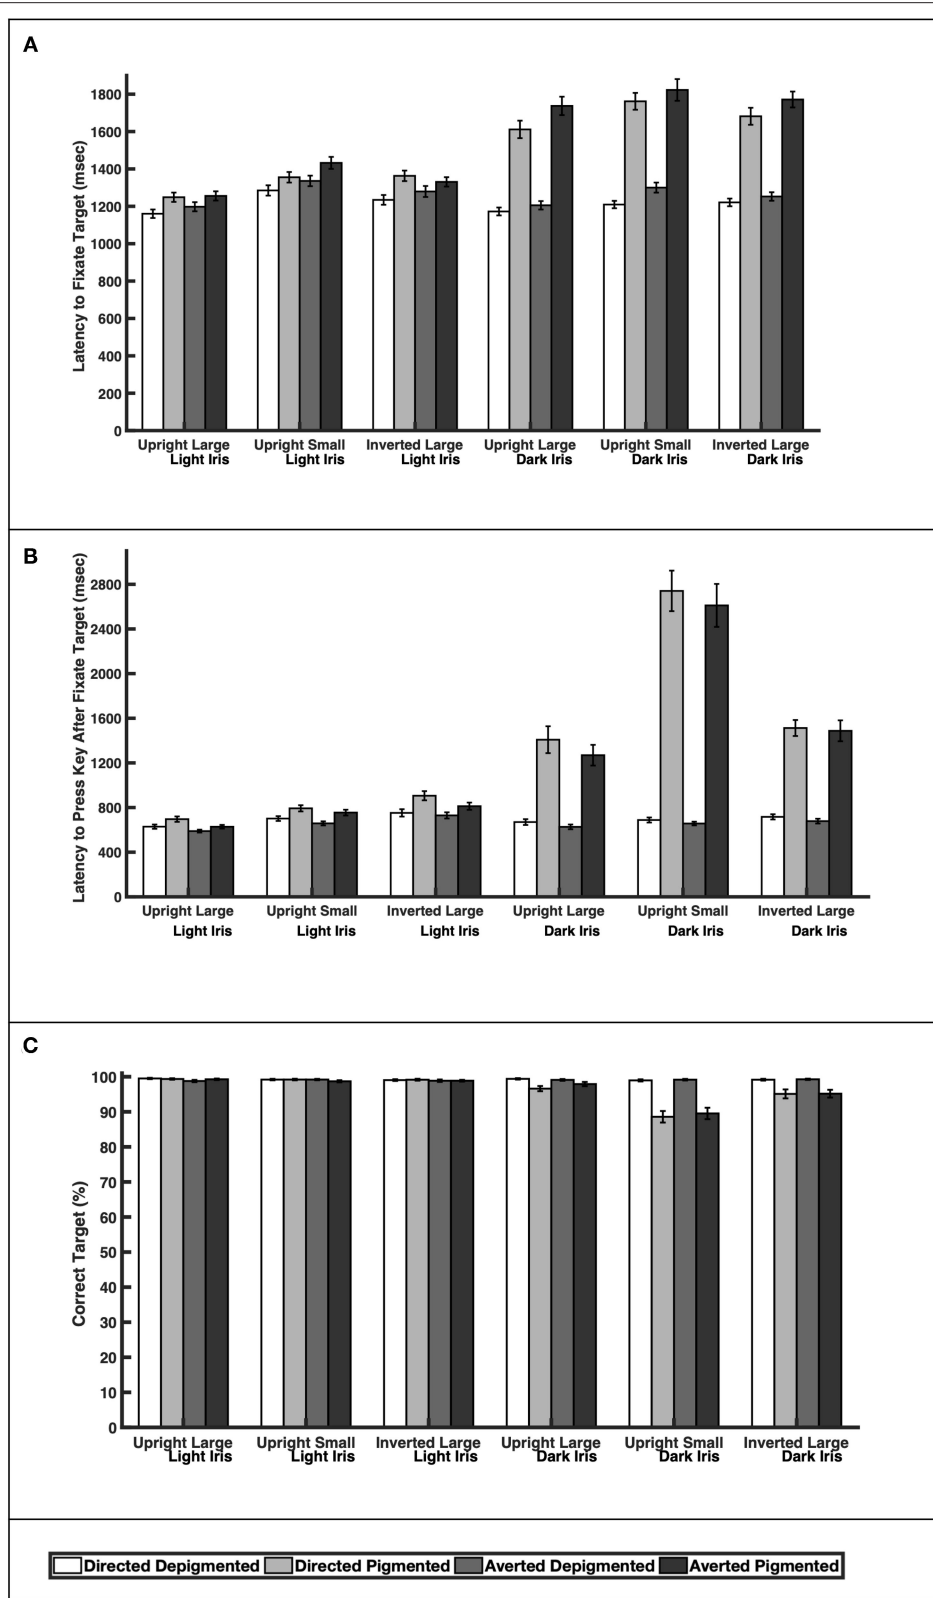 A
Latency to Fixate Target (msec)
1800
1600
1400
1200
1000
800
600
400
200
0
Upright Large Upright Small Inverted Large Upright Large Upright Small Inverted Large
Light Iris Light Iris Light Iris Dark Iris Dark Iris Dark Iris
B
Latency to Press Key After Fixate Target (msec)
2800
2400
2000
1600
1200
800
400
0
Upright Large Upright Small Inverted Large Upright Large Upright Small Inverted Large
Light Iris Light Iris Light Iris Dark Iris Dark Iris Dark Iris
C
Correct Target (%)
100
90
80
70
60
50
40
30
20
10
0
Upright Large Upright Small Inverted Large Upright Large Upright Small Inverted Large
Light Iris Light Iris Light Iris Dark Iris Dark Iris Dark Iris
Directed Depigmented Directed Pigmented Averted Depigmented Averted Pigmented